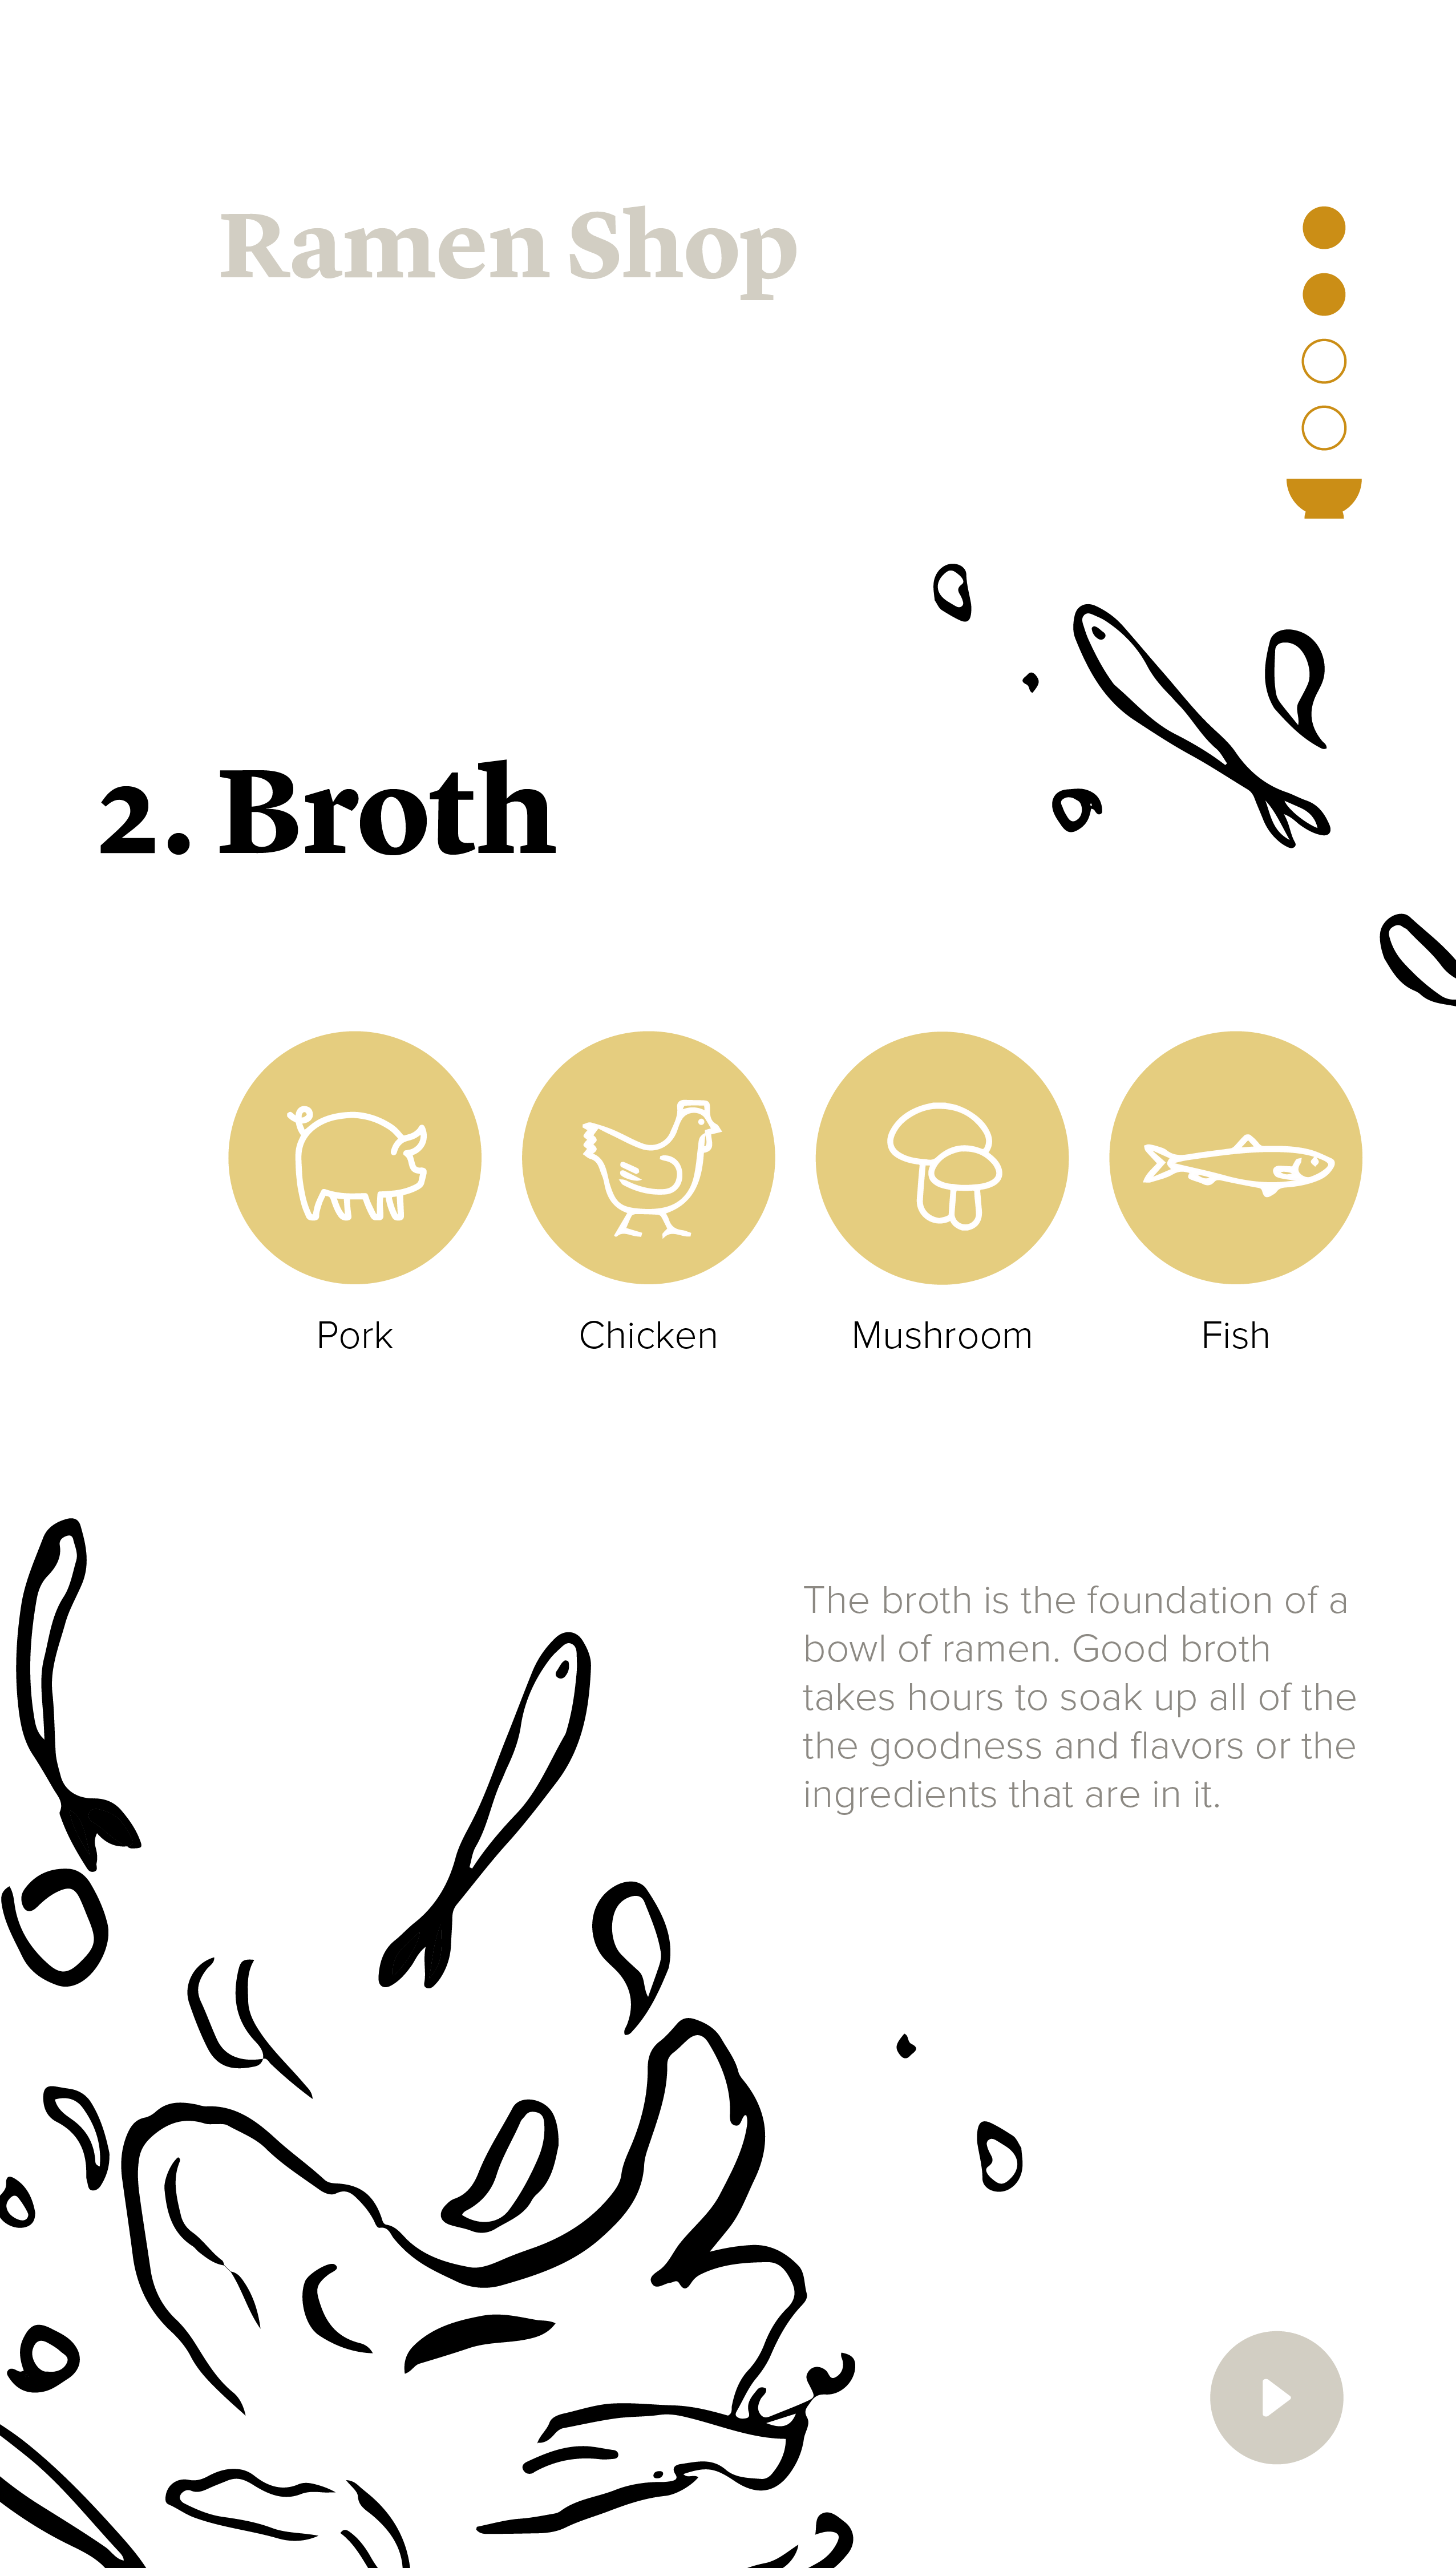 Ramen Shop
2. Broth
Pork
Chicken
Mushroom
Fish
The broth is the foundation of a
bowl of ramen. Good broth
takes hours to soak up all of the
the goodness and flavors or the
ingredients that are in it.